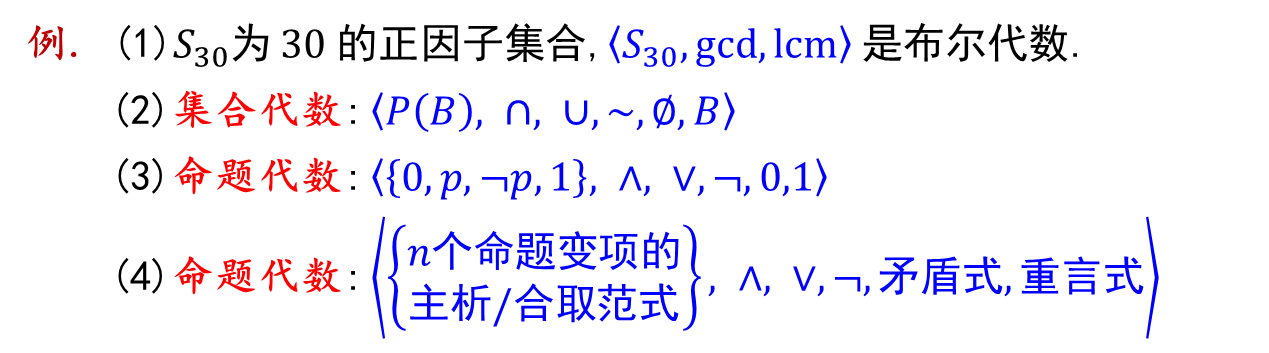 例. (1) S₃₀为 30 的正因子集合, ⟨S₃₀, gcd, lcm⟩ 是布尔代数.
(2) 集合代数: ⟨P(B), ∩, ∪, ~, ∅, B⟩
(3) 命题代数: ⟨{0, p, ¬p, 1}, ∧, ∨, ¬, 0,1⟩
(4) 命题代数: ⟨{n个命题变项的
主析/合取范式}, ∧, ∨, ¬, 矛盾式, 重言式⟩